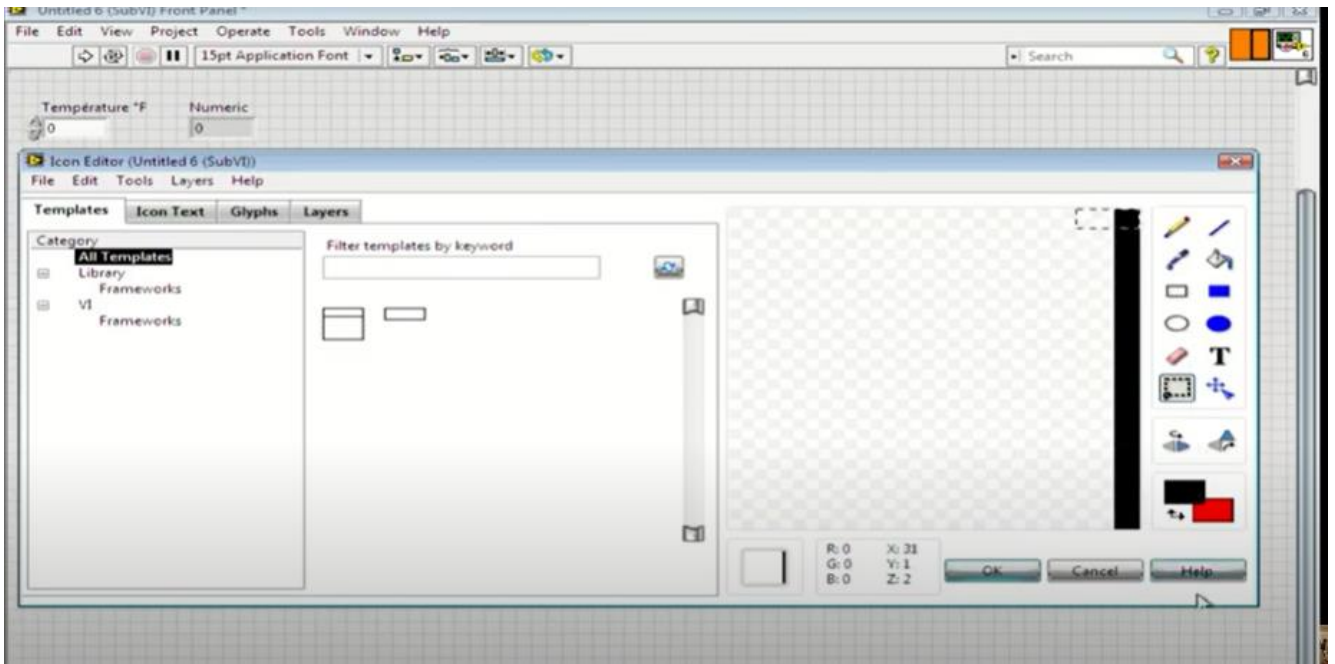 Untitled 6 (SubVI) Front Panel *
File Edit View Project Operate Tools Window Help
15pt Application Font
Search
6
Température °F Numeric
0 0
Icon Editor (Untitled 6 (SubVI))
File Edit Tools Layers Help
Templates Icon Text Glyphs Layers
Category
All Templates
Library
Frameworks
VI
Frameworks
Filter templates by keyword
T
R: 0 X: 31
G: 0 Y: 1
B: 0 Z: 2
OK Cancel Help